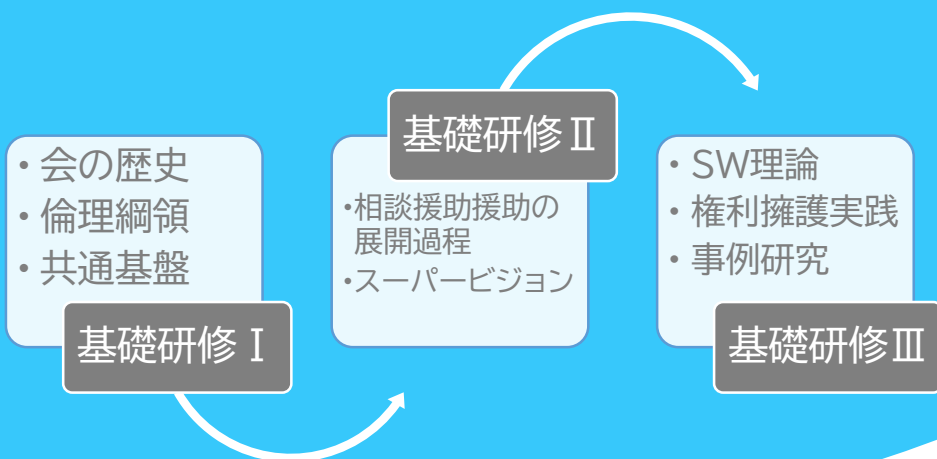 ・会の歴史
・倫理綱領
・共通基盤
基礎研修Ⅰ
基礎研修Ⅱ
・相談援助援助の
展開過程
・スーパービジョン
・SW理論
・権利擁護実践
・事例研究
基礎研修Ⅲ